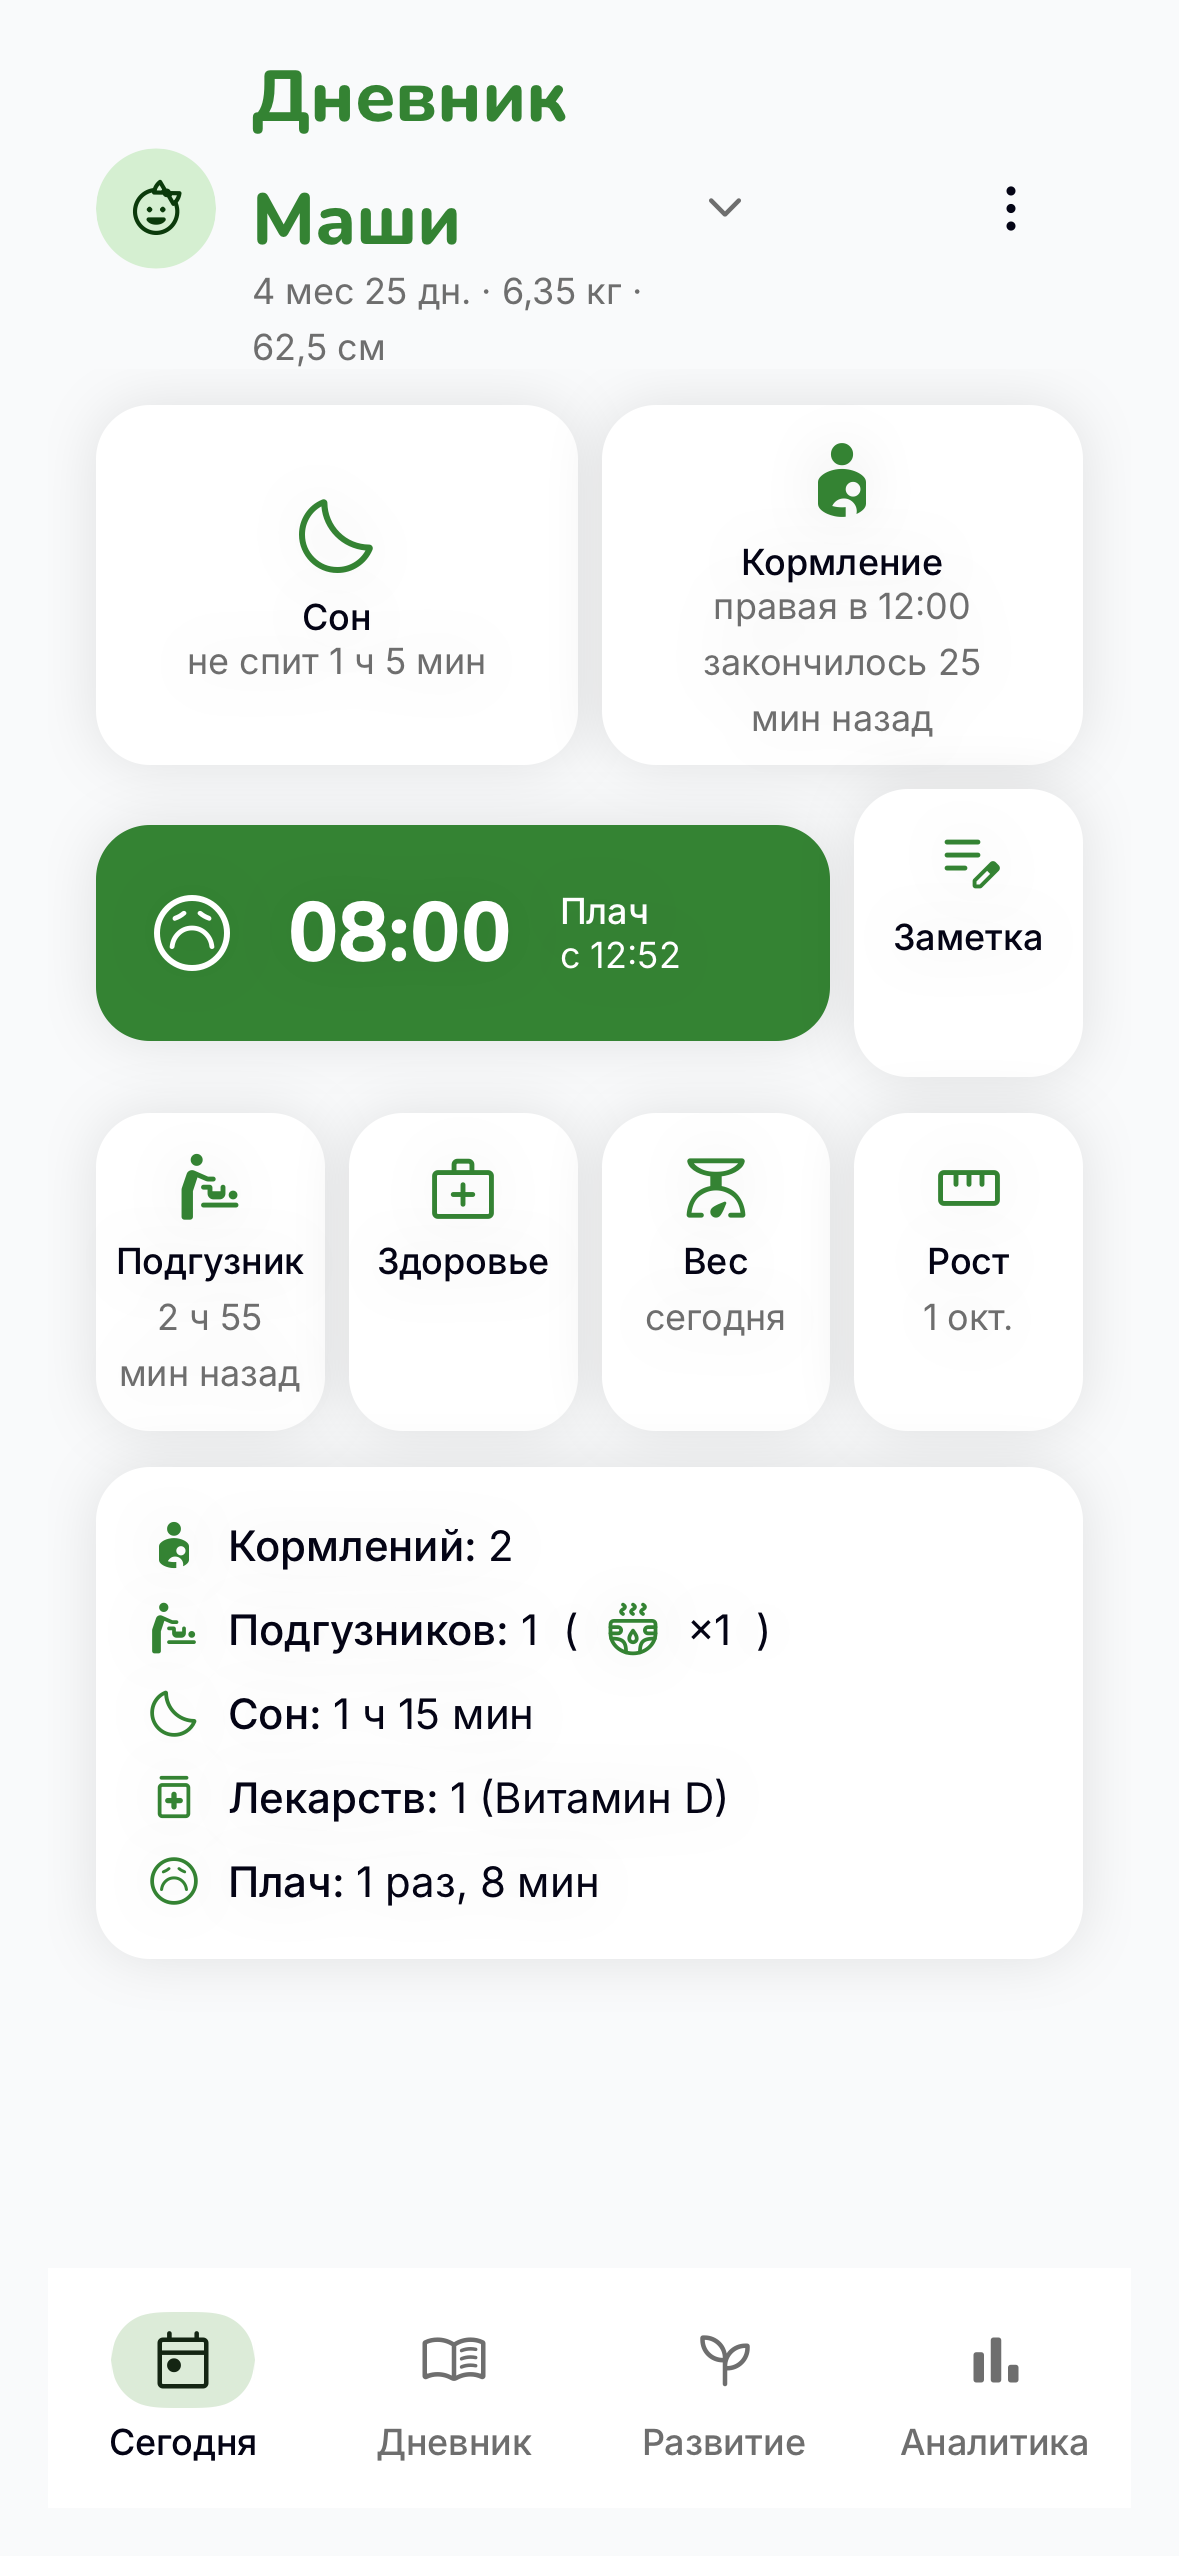 Дневник
Маши
4 мес 25 дн. · 6,35 кг ·
62,5 см
Сон
не спит 1 ч 5 мин
Кормление
правая в 12:00
закончилось 25
мин назад
08:00
Плач
с 12:52
Заметка
Подгузник
2 ч 55
мин назад
Здоровье
Вес
сегодня
Рост
1 окт.
Кормлений: 2
Подгузников: 1 ( ×1 )
Сон: 1 ч 15 мин
Лекарств: 1 (Витамин D)
Плач: 1 раз, 8 мин
Сегодня
Дневник
Развитие
Аналитика